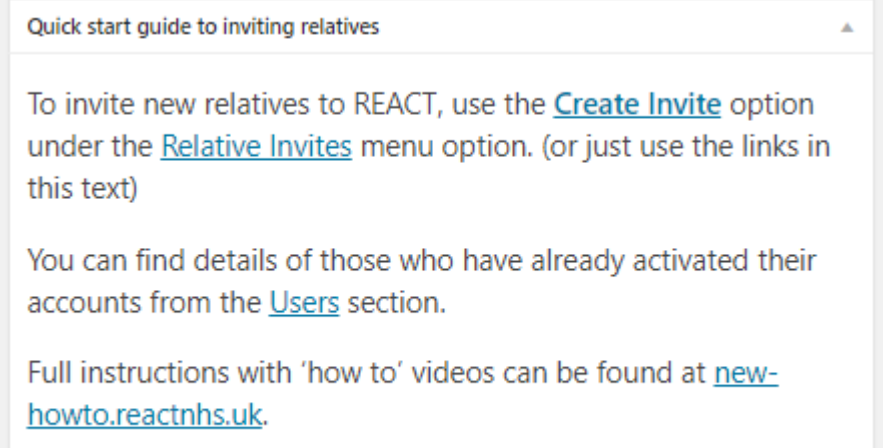 Quick start guide to inviting relatives
To invite new relatives to REACT, use the Create Invite option
under the Relative Invites menu option. (or just use the links in
this text)
You can find details of those who have already activated their
accounts from the Users section.
Full instructions with ‘how to’ videos can be found at new-
howto.reactnhs.uk.